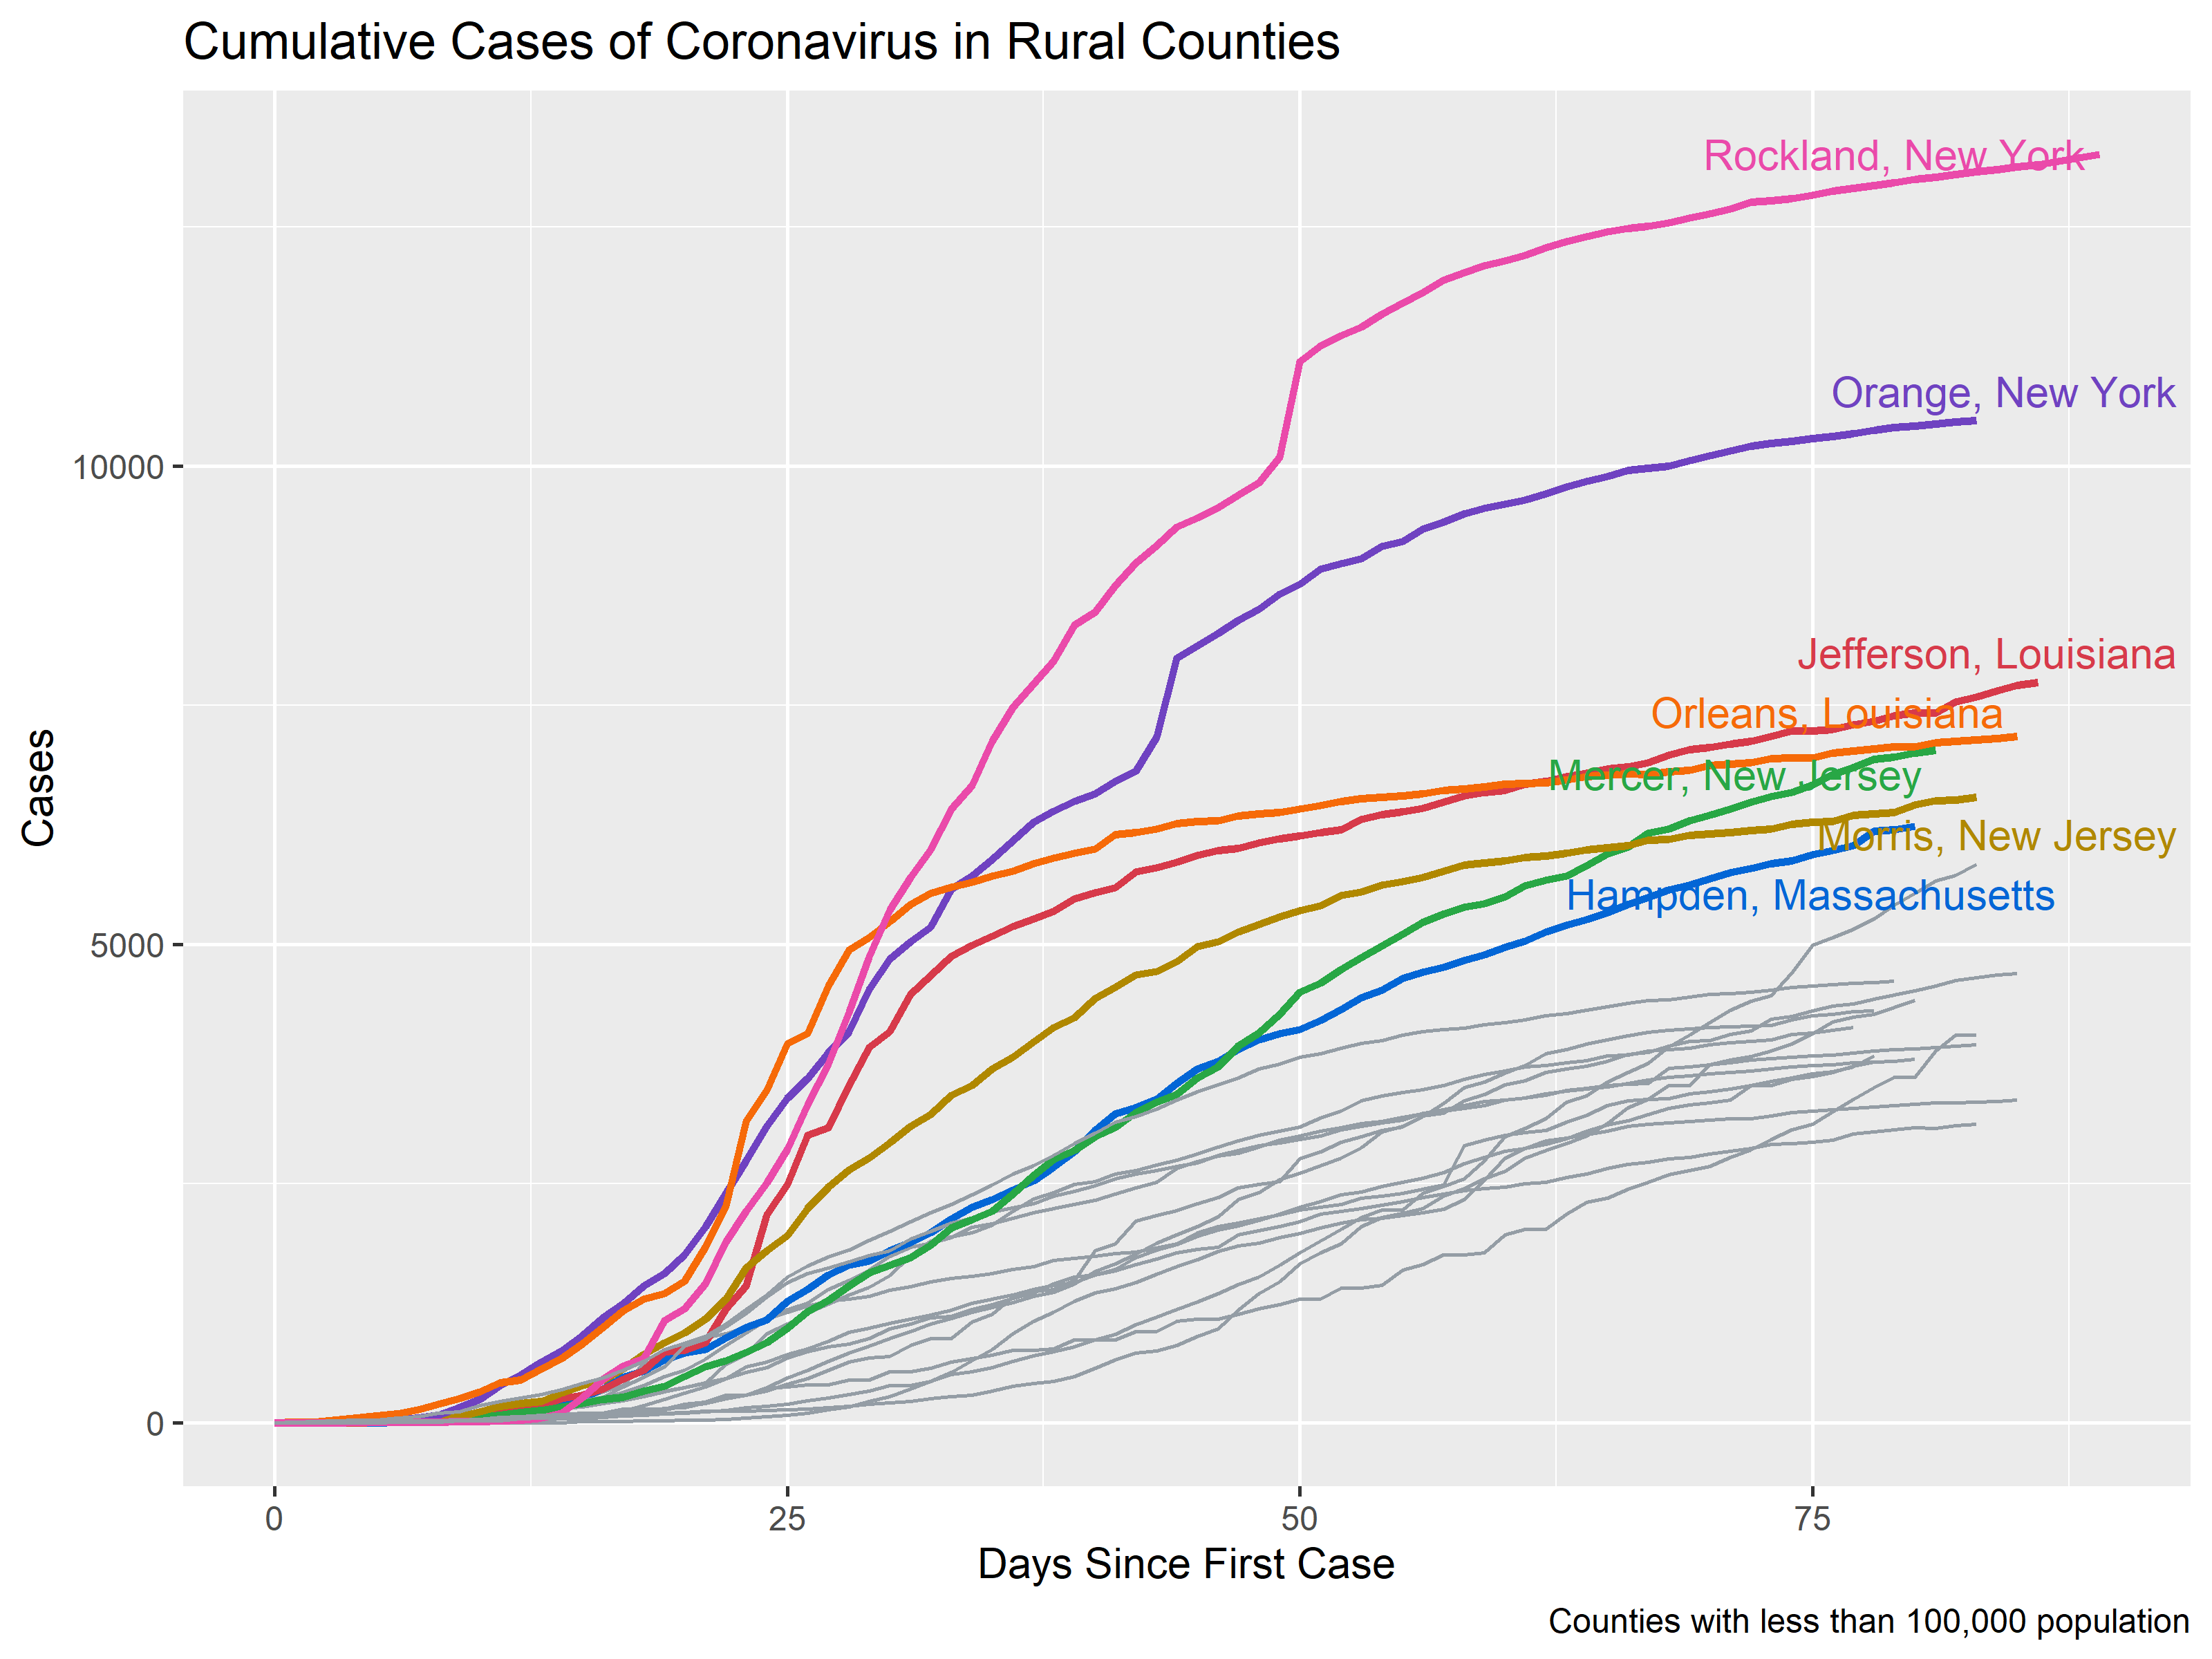 Cumulative Cases of Coronavirus in Rural Counties
Rockland, New York
Orange, New York
10000
Jefferson, Louisiana
Orleans, Louisiana
Mercer, New Jersey
Cases
Morris, New Jersey
Hampden, Massachusetts
5000
0
0 25 50 75
Days Since First Case
Counties with less than 100,000 population